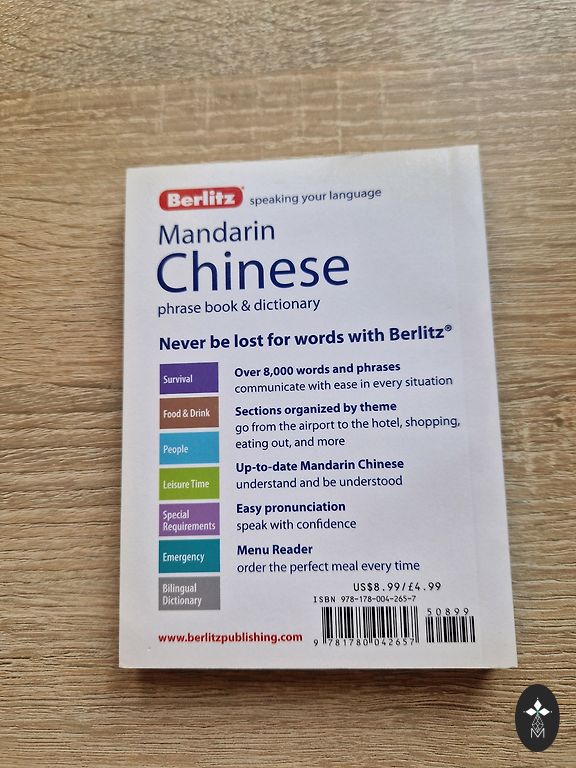 Berlitz® speaking your language
Mandarin
Chinese
phrase book & dictionary
Never be lost for words with Berlitz®
Survival
Food & Drink
People
Leisure Time
Special
Requirements
Emergency
Bilingual
Dictionary
Over 8,000 words and phrases
communicate with ease in every situation
Sections organized by theme
go from the airport to the hotel, shopping,
eating out, and more
Up-to-date Mandarin Chinese
understand and be understood
Easy pronunciation
speak with confidence
Menu Reader
order the perfect meal every time
US$8.99/£4.99
ISBN 978-178-004-265-7
50899
9 781780 042657
www.berlitzpublishing.com
M